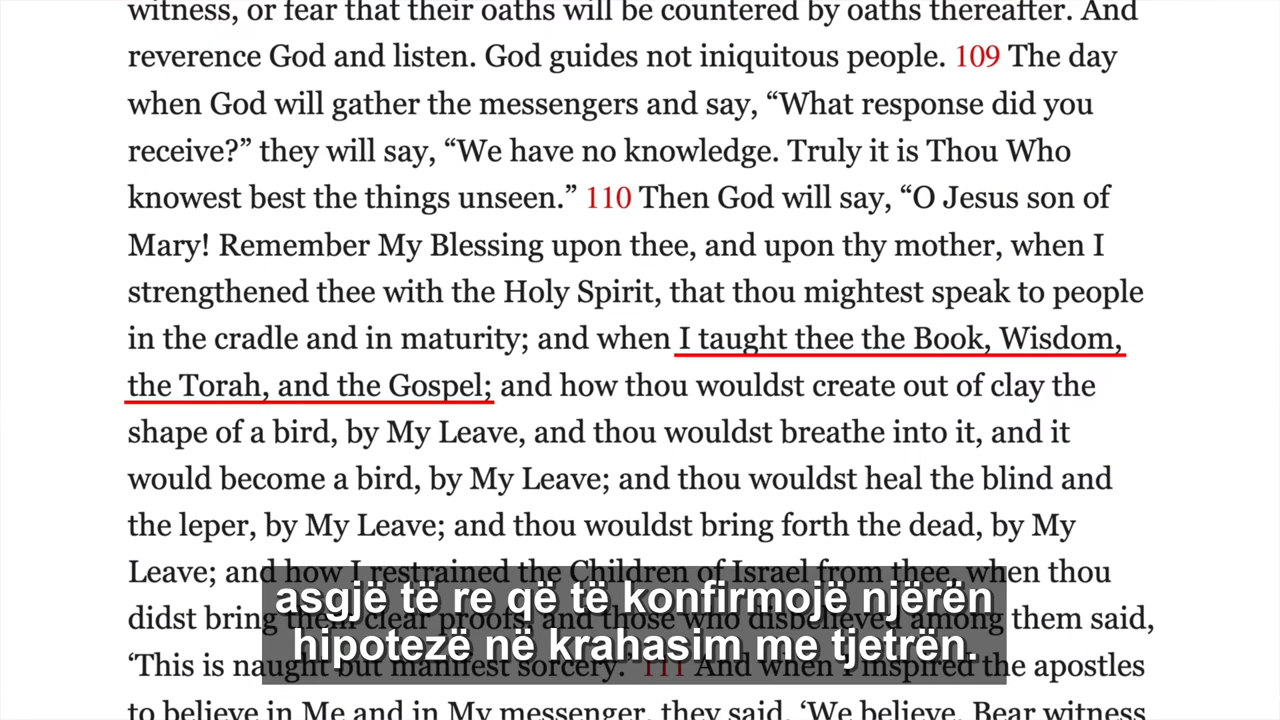 witness, or fear that their oaths will be countered by oaths thereafter. And
reverence God and listen. God guides not iniquitous people. 109 The day
when God will gather the messengers and say, “What response did you
receive?” they will say, “We have no knowledge. Truly it is Thou Who
knowest best the things unseen.” 110 Then God will say, “O Jesus son of
Mary! Remember My Blessing upon thee, and upon thy mother, when I
strengthened thee with the Holy Spirit, that thou mightest speak to people
in the cradle and in maturity; and when I taught thee the Book, Wisdom,
the Torah, and the Gospel; and how thou wouldst create out of clay the
shape of a bird, by My Leave, and thou wouldst breathe into it, and it
would become a bird, by My Leave; and thou wouldst heal the blind and
the leper, by My Leave; and thou wouldst bring forth the dead, by My
Leave; and how I restrained the Children of Israel from thee, when thou
didst bring them clear proofs, and those who disbelieved among them said,
‘This is naught but manifest sorcery.’ 111 And when I inspired the apostles
to believe in Me and in My messenger, they said, ‘We believe. Bear witness
asgjë të re që të konfirmojë njërën
hipotezë në krahasim me tjetrën.